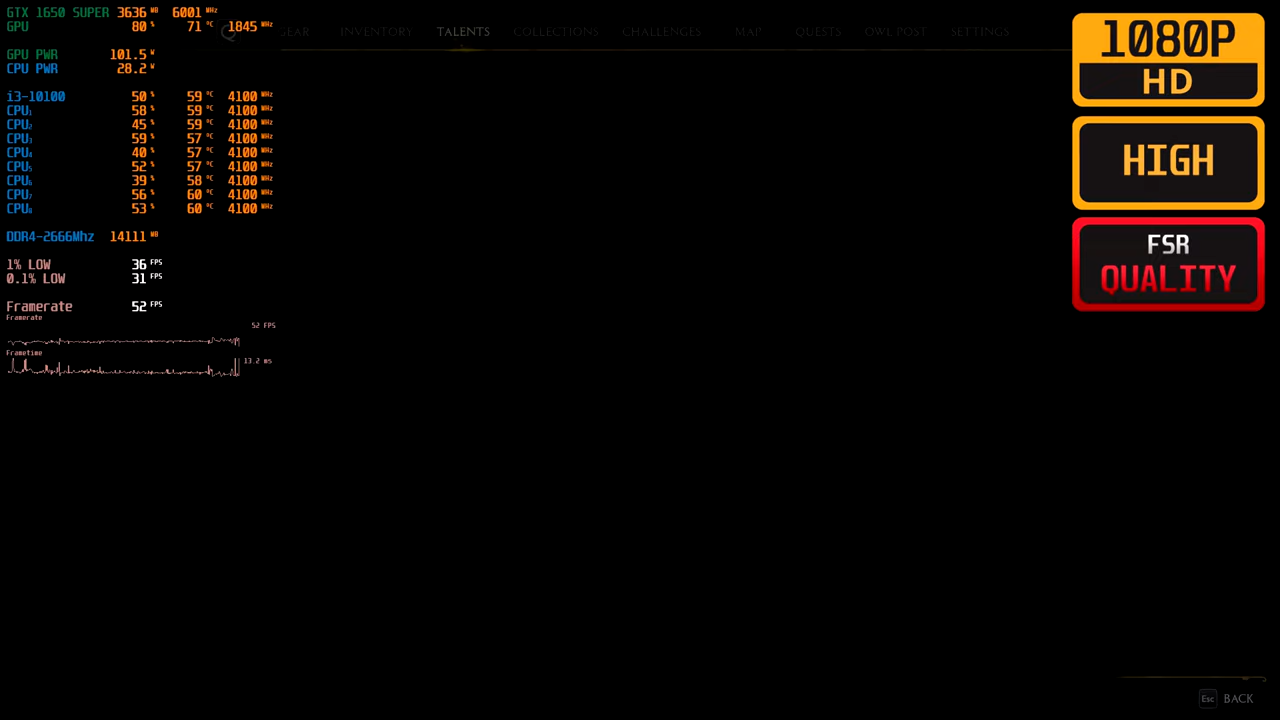 GTX 1650 SUPER 3636 MB 6001 MHz
GPU 80 % 71 °C 1845 MHz
GPU PWR 101.5 W
CPU PWR 28.2 W
i3-10100 50 % 59 °C 4100 MHz
CPU1 58 % 59 °C 4100 MHz
CPU2 45 % 59 °C 4100 MHz
CPU3 59 % 57 °C 4100 MHz
CPU4 40 % 57 °C 4100 MHz
CPU5 52 % 57 °C 4100 MHz
CPU6 39 % 58 °C 4100 MHz
CPU7 56 % 60 °C 4100 MHz
CPU8 53 % 60 °C 4100 MHz
DDR4-2666Mhz 14111 MB
1% LOW 36 FPS
0.1% LOW 31 FPS
Framerate 52 FPS
Framerate
52 FPS
Frametime
13.2 ms
Q GEAR INVENTORY TALENTS COLLECTIONS CHALLENGES MAP QUESTS OWL POST SETTINGS
1080P
HD
HIGH
FSR
QUALITY
Esc BACK